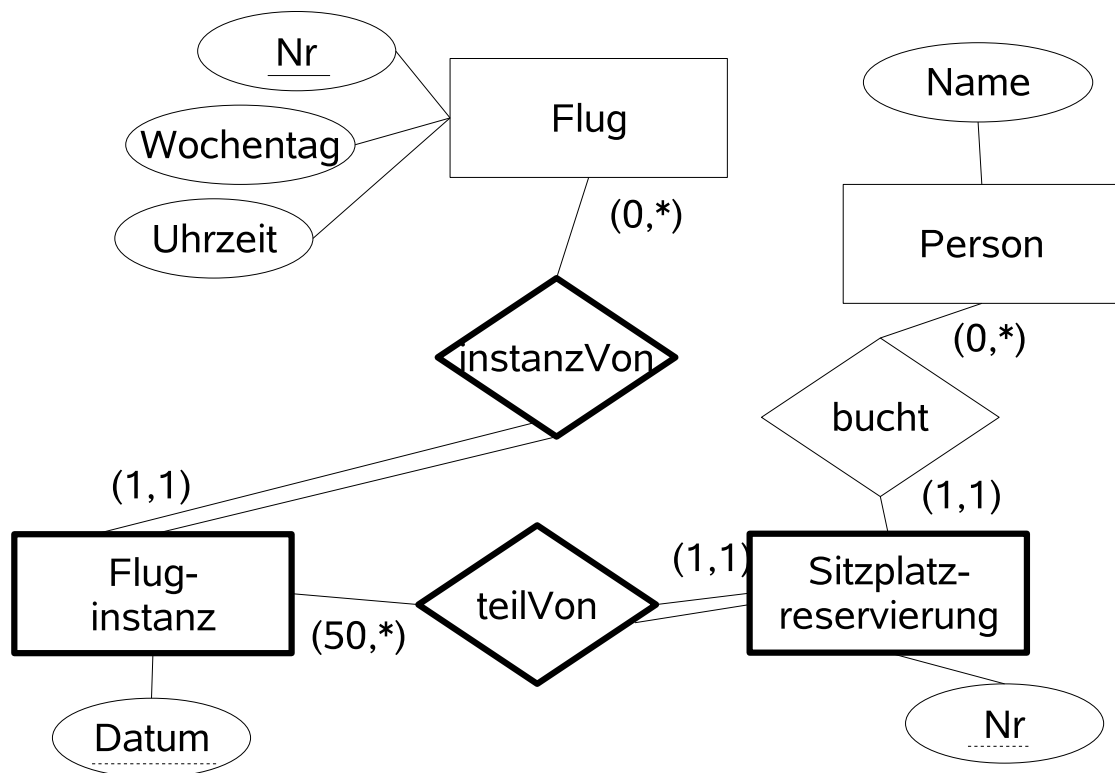 Nr
Flug
Name
Wochentag
Uhrzeit
(0,*)
Person
(0,*)
instanzVon
bucht
(1,1)
(1,1)
Flug-
instanz
(50,*)
teilVon
(1,1)
Sitzplatz-
reservierung
Datum
Nr